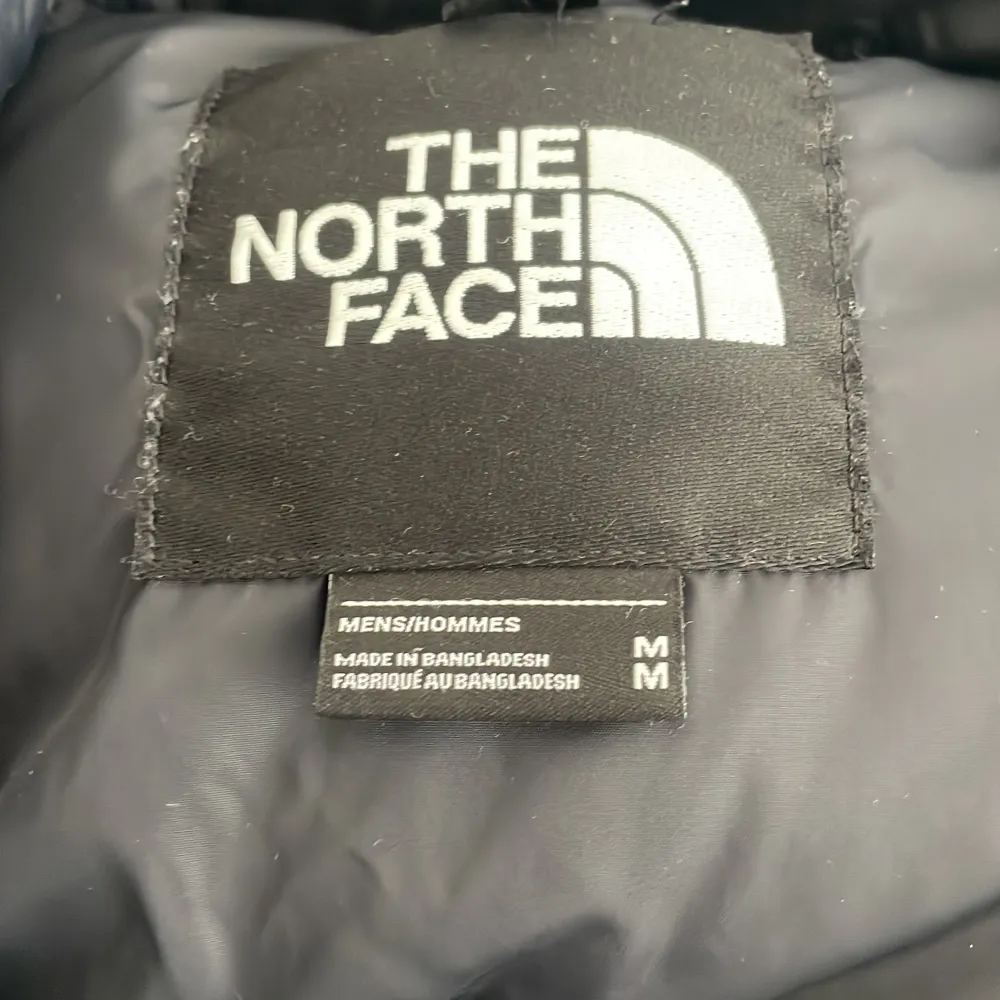 THE
NORTH
FACE
MENS/HOMMES
MADE IN BANGLADESH M
FABRIQUÉ AU BANGLADESH M